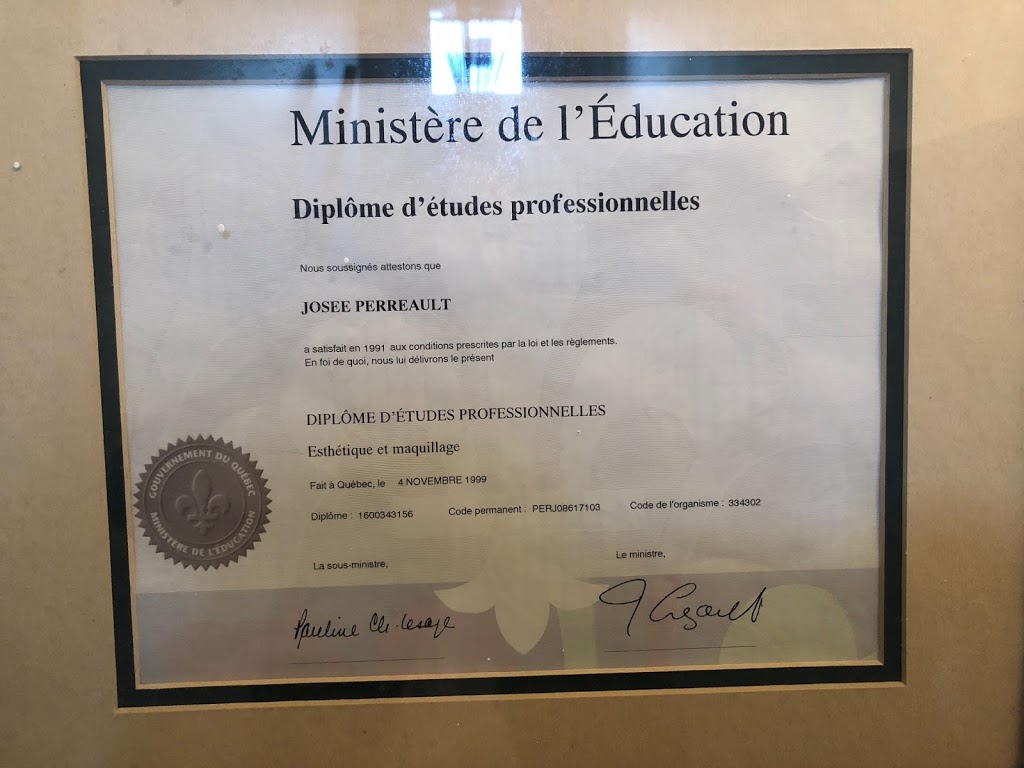 Ministère de l'Éducation
Diplôme d'études professionnelles
Nous soussignés attestons que
JOSEE PERREAULT
a satisfait en 1991 aux conditions prescrites par la loi et les règlements.
En foi de quoi, nous lui délivrons le présent
DIPLÔME D'ÉTUDES PROFESSIONNELLES
Esthétique et maquillage
Fait à Québec, le 4 NOVEMBRE 1999
Diplôme : 1600343156 Code permanent : PERJ08617103 Code de l'organisme : 334302
GOUVERNEMENT DU QUÉBEC
MINISTÈRE DE L'ÉDUCATION
La sous-ministre, Le ministre,
Pauline